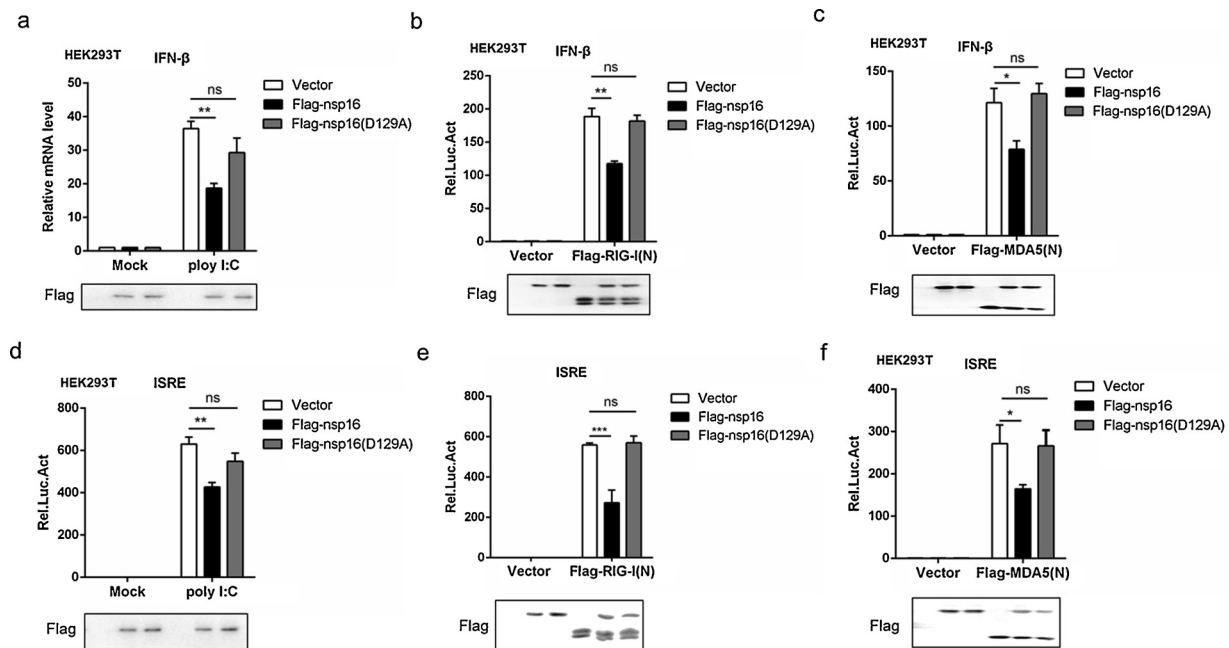 a
HEK293T IFN-β
Relative mRNA level
50
40
30
20
10
0
ns
**
Vector
Flag-nsp16
Flag-nsp16(D129A)
Mock ploy I:C
Flag
b
HEK293T IFN-β
Rel.Luc.Act
250
200
150
100
50
0
ns
**
Vector
Flag-nsp16
Flag-nsp16(D129A)
Vector Flag-RIG-I(N)
Flag
c
HEK293T IFN-β
Rel.Luc.Act
150
100
50
0
ns
*
Vector
Flag-nsp16
Flag-nsp16(D129A)
Vector Flag-MDA5(N)
Flag
d
HEK293T ISRE
Rel.Luc.Act
800
600
400
200
0
ns
**
Vector
Flag-nsp16
Flag-nsp16(D129A)
Mock poly I:C
Flag
e
ISRE
Rel.Luc.Act
800
600
400
200
0
ns
***
Vector
Flag-nsp16
Flag-nsp16(D129A)
Vector Flag-RIG-I(N)
Flag
f
HEK293T ISRE
Rel.Luc.Act
400
300
200
100
0
ns
*
Vector
Flag-nsp16
Flag-nsp16(D129A)
Vector Flag-MDA5(N)
Flag